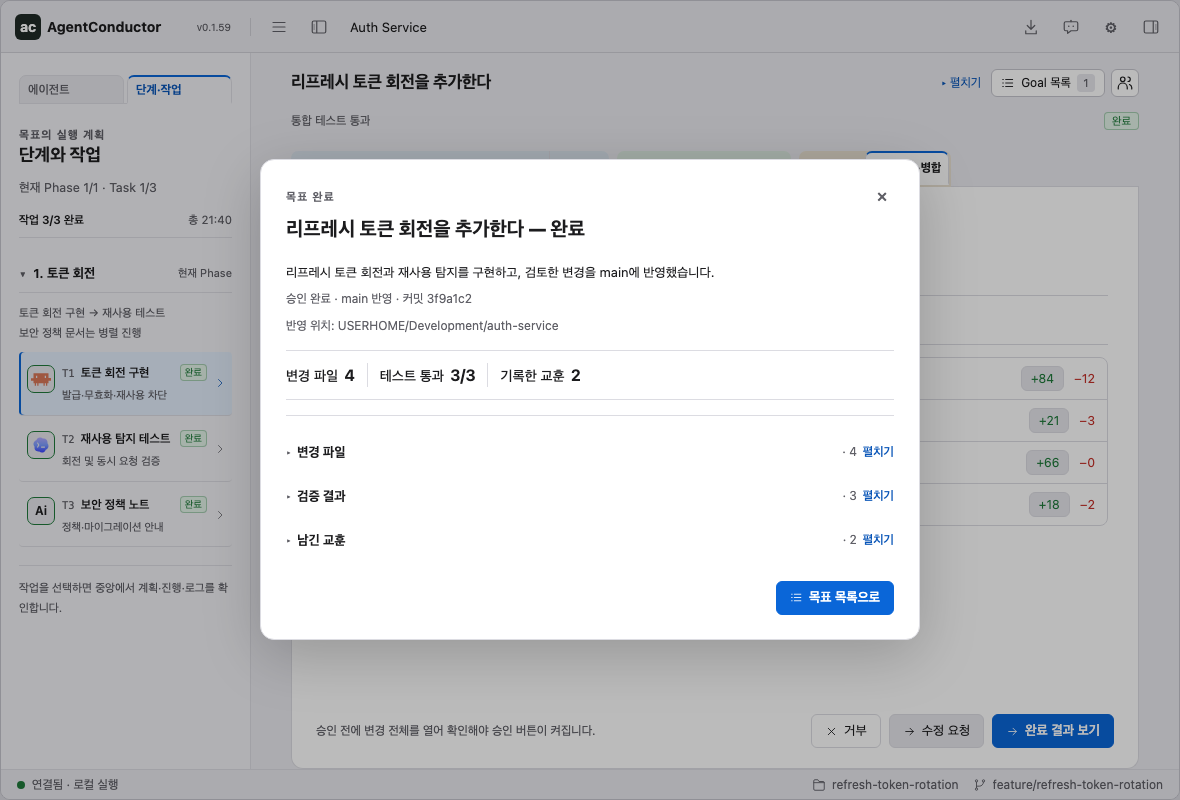 ac AgentConductor v0.1.59 Auth Service
에이전트 단계·작업
목표의 실행 계획
단계와 작업
현재 Phase 1/1 · Task 1/3
작업 3/3 완료 총 21:40
▾ 1. 토큰 회전 현재 Phase
토큰 회전 구현 → 재사용 테스트
보안 정책 문서는 병렬 진행
T1 토큰 회전 구현 완료
발급·무효화·재사용 차단
T2 재사용 탐지 테스트 완료
회전 및 동시 요청 검증
Ai T3 보안 정책 노트 완료
정책·마이그레이션 안내
작업을 선택하면 중앙에서 계획·진행·로그를 확
인합니다.
리프레시 토큰 회전을 추가한다
▸ 펼치기 Goal 목록 1
통합 테스트 통과 완료
병합
목표 완료
리프레시 토큰 회전을 추가한다 — 완료
리프레시 토큰 회전과 재사용 탐지를 구현하고, 검토한 변경을 main에 반영했습니다.
승인 완료 · main 반영 · 커밋 3f9a1c2
반영 위치: USERHOME/Development/auth-service
변경 파일 4 테스트 통과 3/3 기록한 교훈 2
▸ 변경 파일 · 4 펼치기
▸ 검증 결과 · 3 펼치기
▸ 남긴 교훈 · 2 펼치기
목표 목록으로
+84 −12
+21 −3
+66 −0
+18 −2
승인 전에 변경 전체를 열어 확인해야 승인 버튼이 켜집니다.
거부 수정 요청 완료 결과 보기
연결됨 · 로컬 실행 refresh-token-rotation feature/refresh-token-rotation